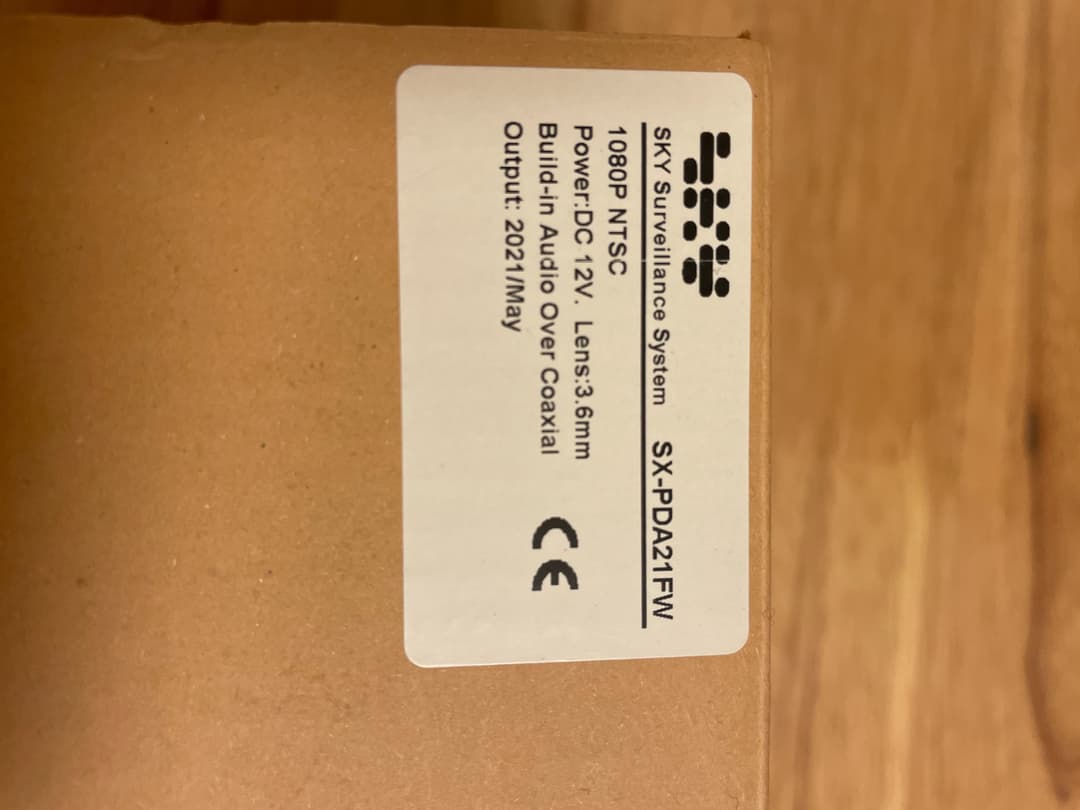 SKY
SKY Surveillance System SX-PDA21FW
1080P NTSC
Power:DC 12V. Lens:3.6mm
Build-in Audio Over Coaxial
Output: 2021/May
CE